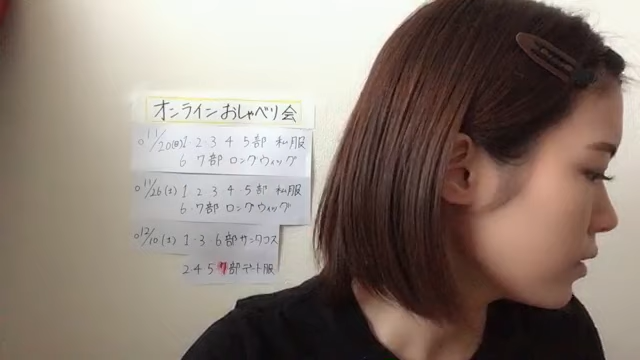 オンラインおしゃべり会
○11/20(日) 1 2・3 4 5部 私服
6 7部 ロングウィッグ
○11/26(土) 1 2 3 4・5部 私服
6・7部 ロングウィッグ
○12/10(土) 1・3 6部 サンタコス
2 4 5 7部 デート服